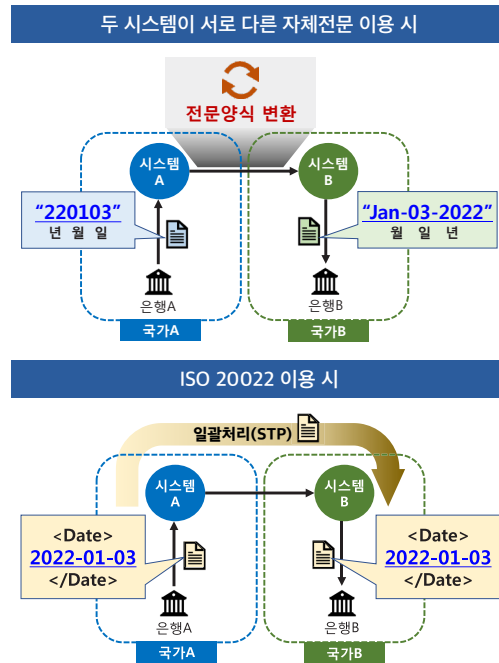 두 시스템이 서로 다른 자체전문 이용 시
전문양식 변환
시스템
A
시스템
B
“220103”
년 월 일
“Jan-03-2022”
월 일 년
은행A
은행B
국가A
국가B
ISO 20022 이용 시
일괄처리(STP)
시스템
A
시스템
B
<Date>
2022-01-03
</Date>
<Date>
2022-01-03
</Date>
은행A
은행B
국가A
국가B